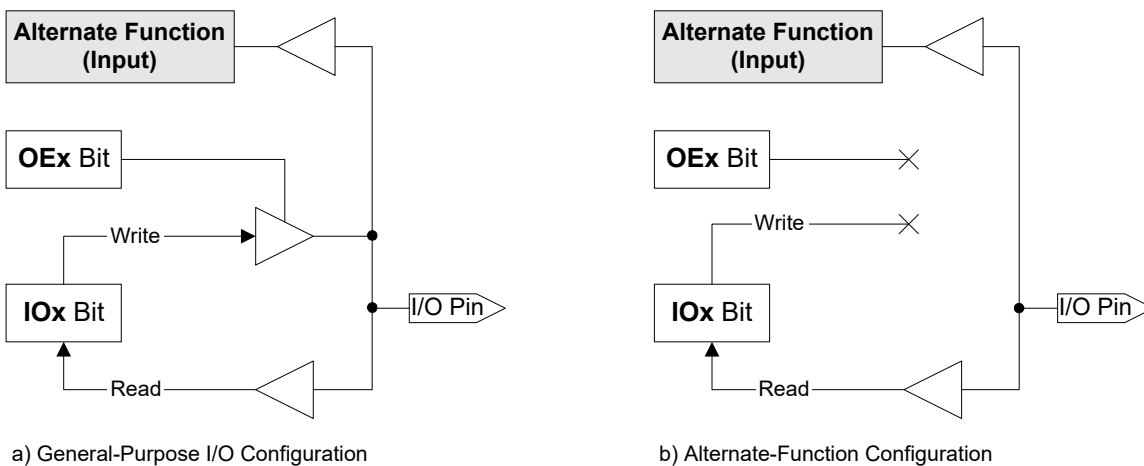 Alternate Function
(Input)
OEx Bit
Write
IOx Bit
I/O Pin
Read
a) General-Purpose I/O Configuration
Alternate Function
(Input)
OEx Bit
Write
IOx Bit
I/O Pin
Read
b) Alternate-Function Configuration